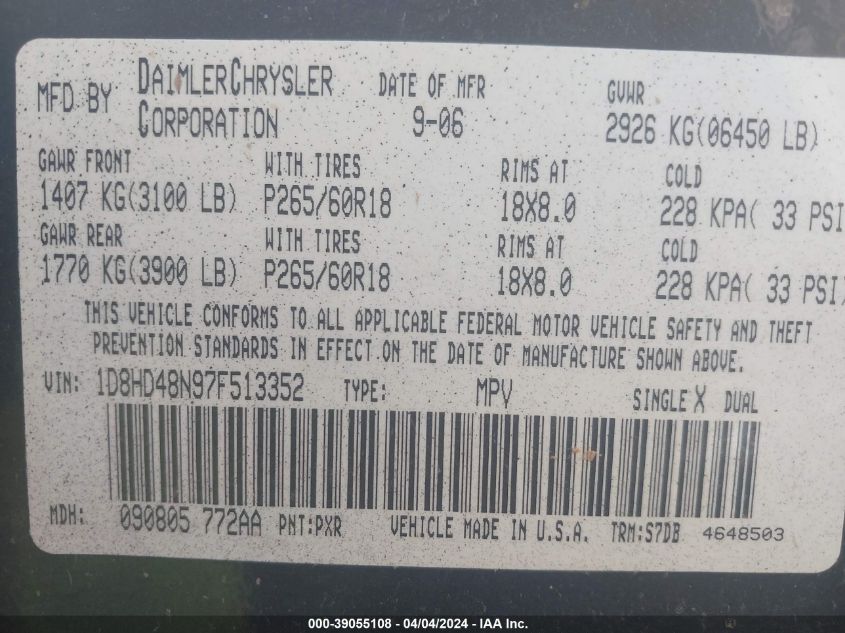 MFD BY DAIMLERCHRYSLER CORPORATION DATE OF MFR 9-06 GVWR 2926 KG(06450 LB)
GAWR FRONT WITH TIRES RIMS AT COLD
1407 KG(3100 LB) P265/60R18 18X8.0 228 KPA( 33 PSI
GAWR REAR WITH TIRES RIMS AT COLD
1770 KG(3900 LB) P265/60R18 18X8.0 228 KPA( 33 PSI)
THIS VEHICLE CONFORMS TO ALL APPLICABLE FEDERAL MOTOR VEHICLE SAFETY AND THEFT
PREVENTION STANDARDS IN EFFECT ON THE DATE OF MANUFACTURE SHOWN ABOVE.
VIN: 1D8HD48N97F513352 TYPE: MPV SINGLE X DUAL
MDH: 090805 772AA PNT:PXR VEHICLE MADE IN U.S.A. TRM:S7DB 4648503
000-39055108 - 04/04/2024 - IAA Inc.